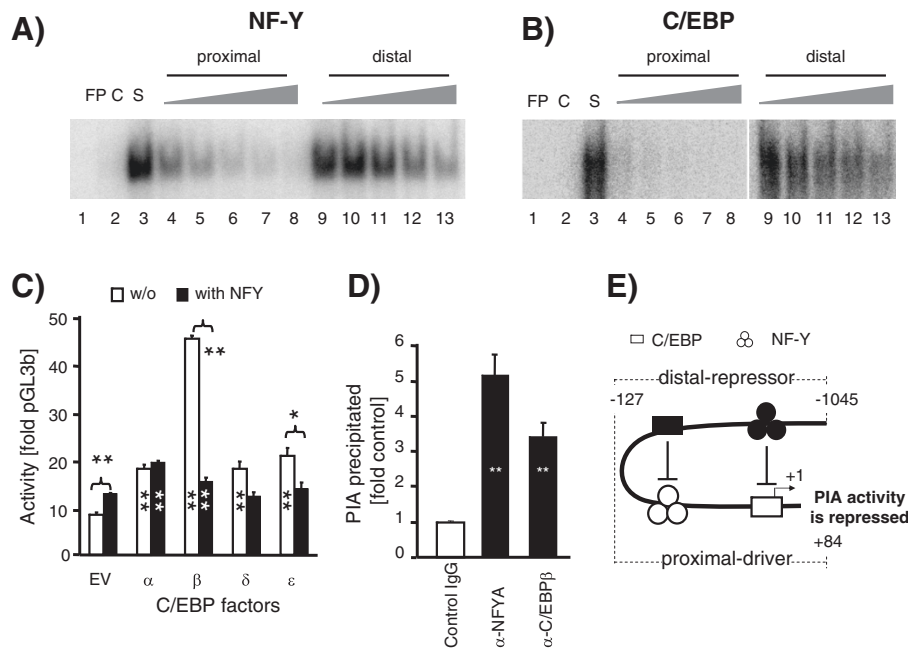 A)
NF-Y
proximal
distal
FP C S
1 2 3 4 5 6 7 8 9 10 11 12 13
B)
C/EBP
proximal
distal
FP C S
1 2 3 4 5 6 7 8 9 10 11 12 13
C)
w/o with NFY
Activity [fold pGL3b]
50
40
30
20
10
0
**
**
**
**
**
**
**
**
*
EV α β δ ε
C/EBP factors
D)
PIA precipitated
[fold control]
6
5
4
3
2
1
0
**
**
Control IgG
α-NFYA
α-C/EBPβ
E)
C/EBP NF-Y
distal-repressor
-127 -1045
+1
PIA activity
is repressed
+84
proximal-driver